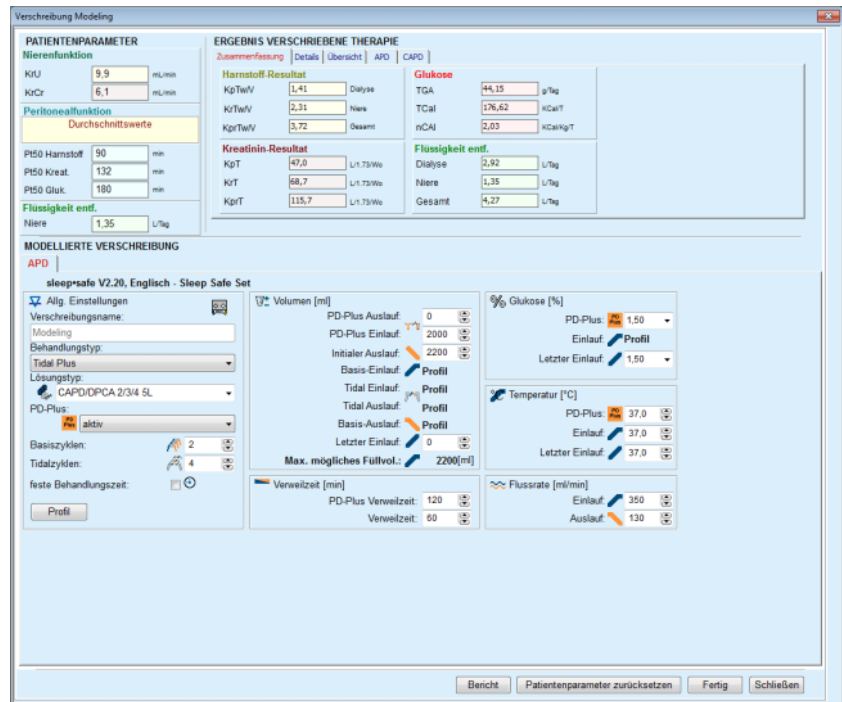 Verschreibung Modeling
PATIENTENPARAMETER
Nierenfunktion
KrU 9,9 mL/min
KrCr 6,1 mL/min
Peritonealfunktion
Durchschnittswerte
Pt50 Harnstoff 90 min
Pt50 Kreat. 132 min
Pt50 Gluk. 180 min
Flüssigkeit entf.
Niere 1,35 L/Tag
ERGEBNIS VERSCHRIEBENE THERAPIE
Zusammenfassung Details Übersicht APD CAPD
Harnstoff-Resultat
KpTw/V 1,41 Dialyse
KrTw/V 2,31 Niere
KprTw/V 3,72 Gesamt
Kreatinin-Resultat
KpT 47,0 L/1.73/Wo
KrT 68,7 L/1.73/Wo
KprT 115,7 L/1.73/Wo
Glukose
TGA 44,15 g/Tag
TCal 176,62 KCal/T
nCAl 2,03 KCal/Kg/T
Flüssigkeit entf.
Dialyse 2,92 L/Tag
Niere 1,35 L/Tag
Gesamt 4,27 L/Tag
MODELLIERTE VERSCHREIBUNG
APD
sleep•safe V2.20, Englisch - Sleep Safe Set
Allg. Einstellungen
Verschreibungsname:
Modeling
Behandlungstyp:
Tidal Plus
Lösungstyp:
CAPD/DPCA 2/3/4 5L
PD-Plus:
PD Plus aktiv
Basiszyklen: 2
Tidalzyklen: 4
feste Behandlungszeit:
Profil
Volumen [ml]
PD-Plus Auslauf: 0
PD-Plus Einlauf: 2000
Initialer Auslauf: 2200
Basis-Einlauf: Profil
Tidal Einlauf: Profil
Tidal Auslauf: Profil
Basis-Auslauf: Profil
Letzter Einlauf: 0
Max. mögliches Füllvol.: 2200[ml]
Verweilzeit [min]
PD-Plus Verweilzeit: 120
Verweilzeit: 60
Glukose [%]
PD-Plus: PD Plus 1,50
Einlauf: Profil
Letzter Einlauf: 1,50
Temperatur [°C]
PD-Plus: PD Plus 37,0
Einlauf: 37,0
Letzter Einlauf: 37,0
Flussrate [ml/min]
Einlauf: 350
Auslauf: 130
Bericht Patientenparameter zurücksetzen Fertig Schließen